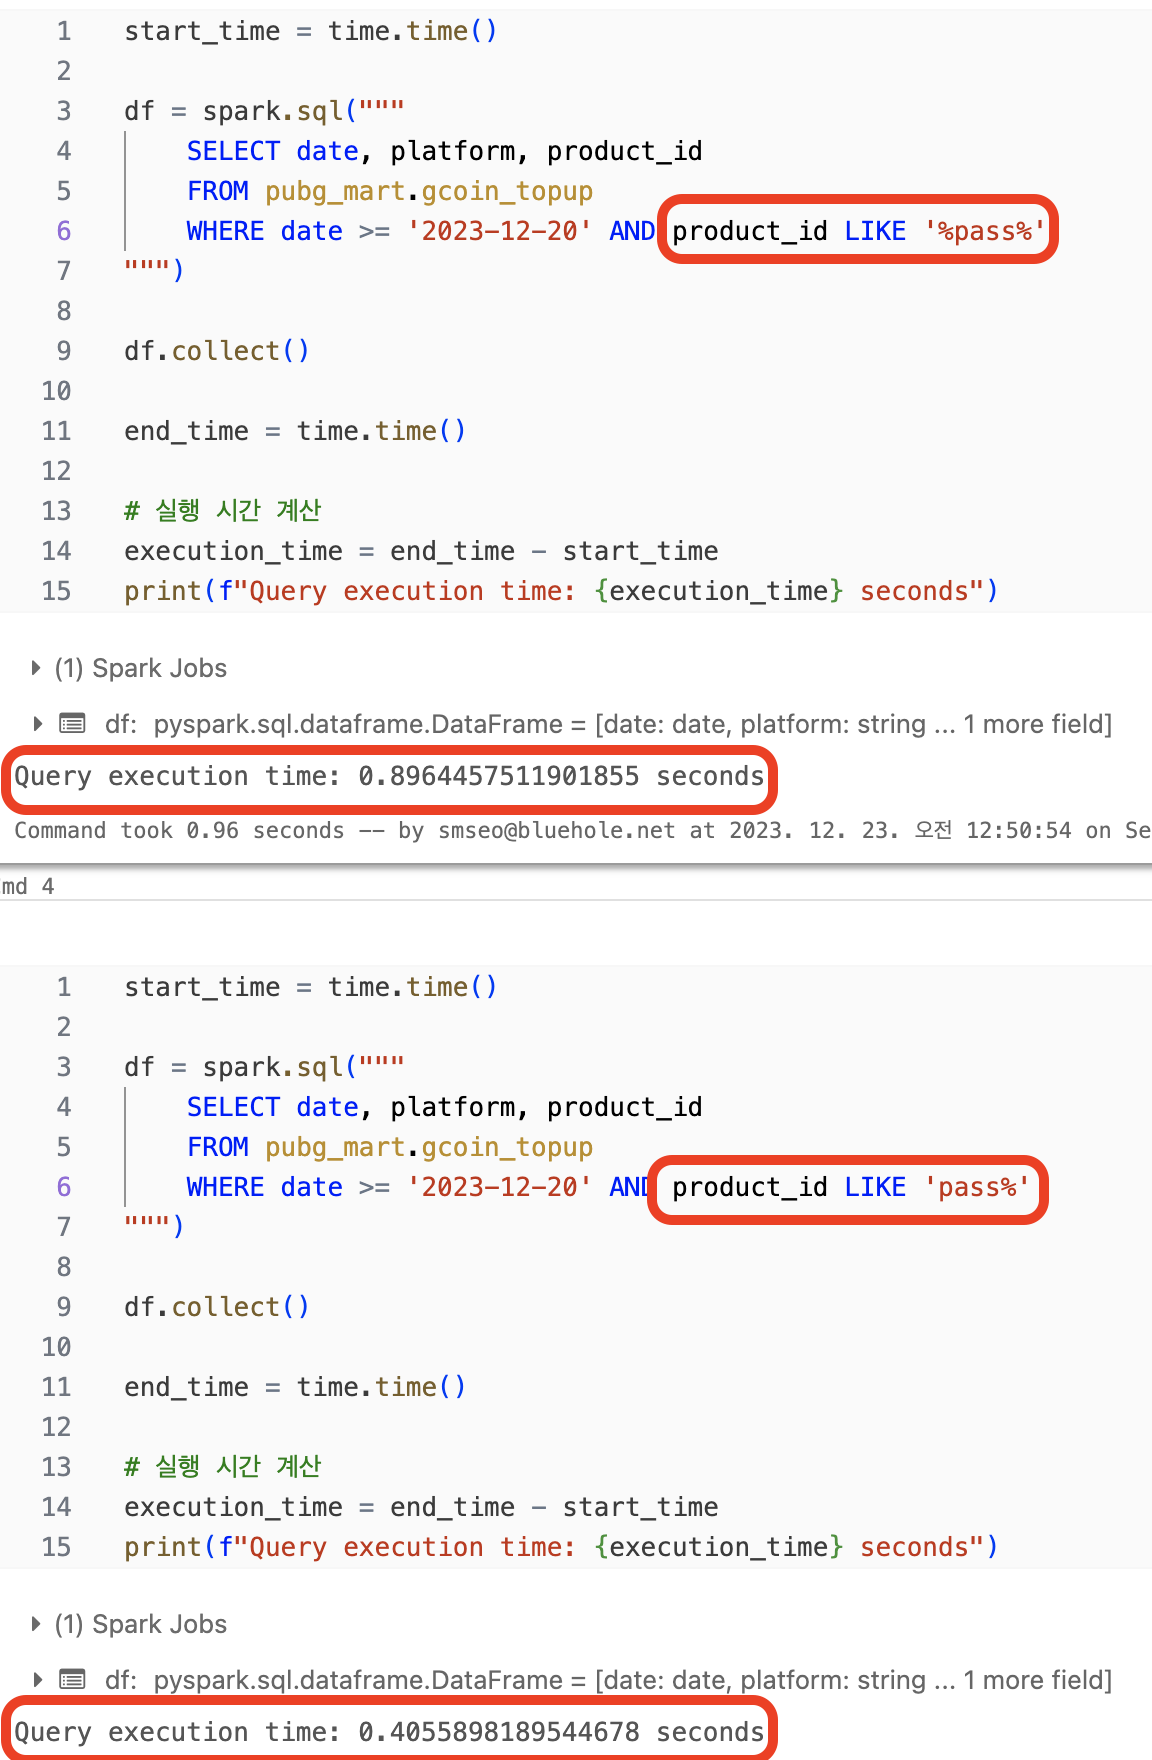 1 start_time = time.time()
2
3 df = spark.sql("""
4 SELECT date, platform, product_id
5 FROM pubg_mart.gcoin_topup
6 WHERE date >= '2023-12-20' AND product_id LIKE '%pass%'
7 """)
8
9 df.collect()
10
11 end_time = time.time()
12
13 # 실행 시간 계산
14 execution_time = end_time - start_time
15 print(f"Query execution time: {execution_time} seconds")
(1) Spark Jobs
df: pyspark.sql.dataframe.DataFrame = [date: date, platform: string ... 1 more field]
Query execution time: 0.8964457511901855 seconds
Command took 0.96 seconds -- by smseo@bluehole.net at 2023. 12. 23. 오전 12:50:54 on Se
md 4
1 start_time = time.time()
2
3 df = spark.sql("""
4 SELECT date, platform, product_id
5 FROM pubg_mart.gcoin_topup
6 WHERE date >= '2023-12-20' AND product_id LIKE 'pass%'
7 """)
8
9 df.collect()
10
11 end_time = time.time()
12
13 # 실행 시간 계산
14 execution_time = end_time - start_time
15 print(f"Query execution time: {execution_time} seconds")
(1) Spark Jobs
df: pyspark.sql.dataframe.DataFrame = [date: date, platform: string ... 1 more field]
Query execution time: 0.4055898189544678 seconds